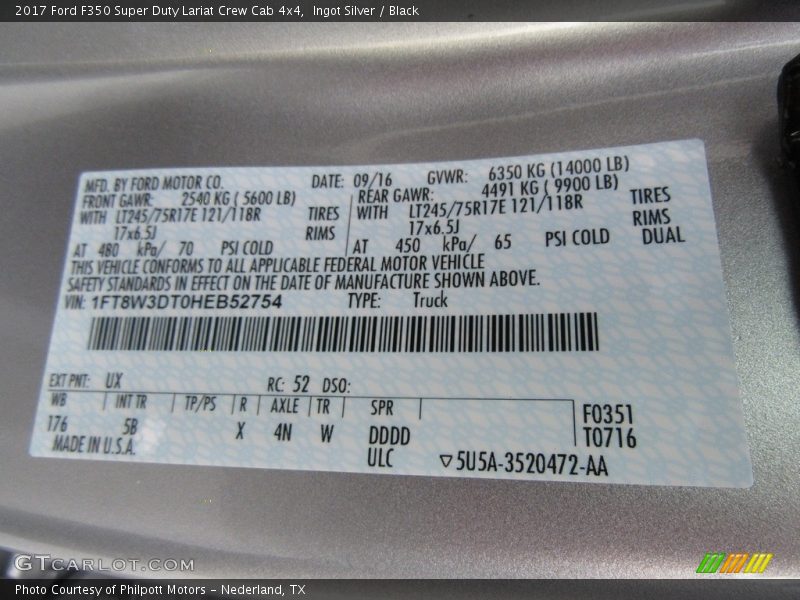 2017 Ford F350 Super Duty Lariat Crew Cab 4x4, Ingot Silver / Black
MFD. BY FORD MOTOR CO. DATE: 09/16 GVWR: 6350 KG (14000 LB)
FRONT GAWR: 2540 KG ( 5600 LB) REAR GAWR: 4491 KG ( 9900 LB)
WITH LT245/75R17E 121/118R TIRES WITH LT245/75R17E 121/118R TIRES
17x6.5J RIMS 17x6.5J RIMS
AT 480 kPa/ 70 PSI COLD AT 450 kPa/ 65 PSI COLD DUAL
THIS VEHICLE CONFORMS TO ALL APPLICABLE FEDERAL MOTOR VEHICLE
SAFETY STANDARDS IN EFFECT ON THE DATE OF MANUFACTURE SHOWN ABOVE.
VIN: 1FT8W3DT0HEB52754 TYPE: Truck
EXT PNT: UX RC: 52 DSO:
WB INT TR TP/PS R AXLE TR SPR
176 5B X 4N W DDDD
F0351
T0716
MADE IN U.S.A. ULC ▽5U5A-3520472-AA
GTCARLOT.COM
Photo Courtesy of Philpott Motors - Nederland, TX